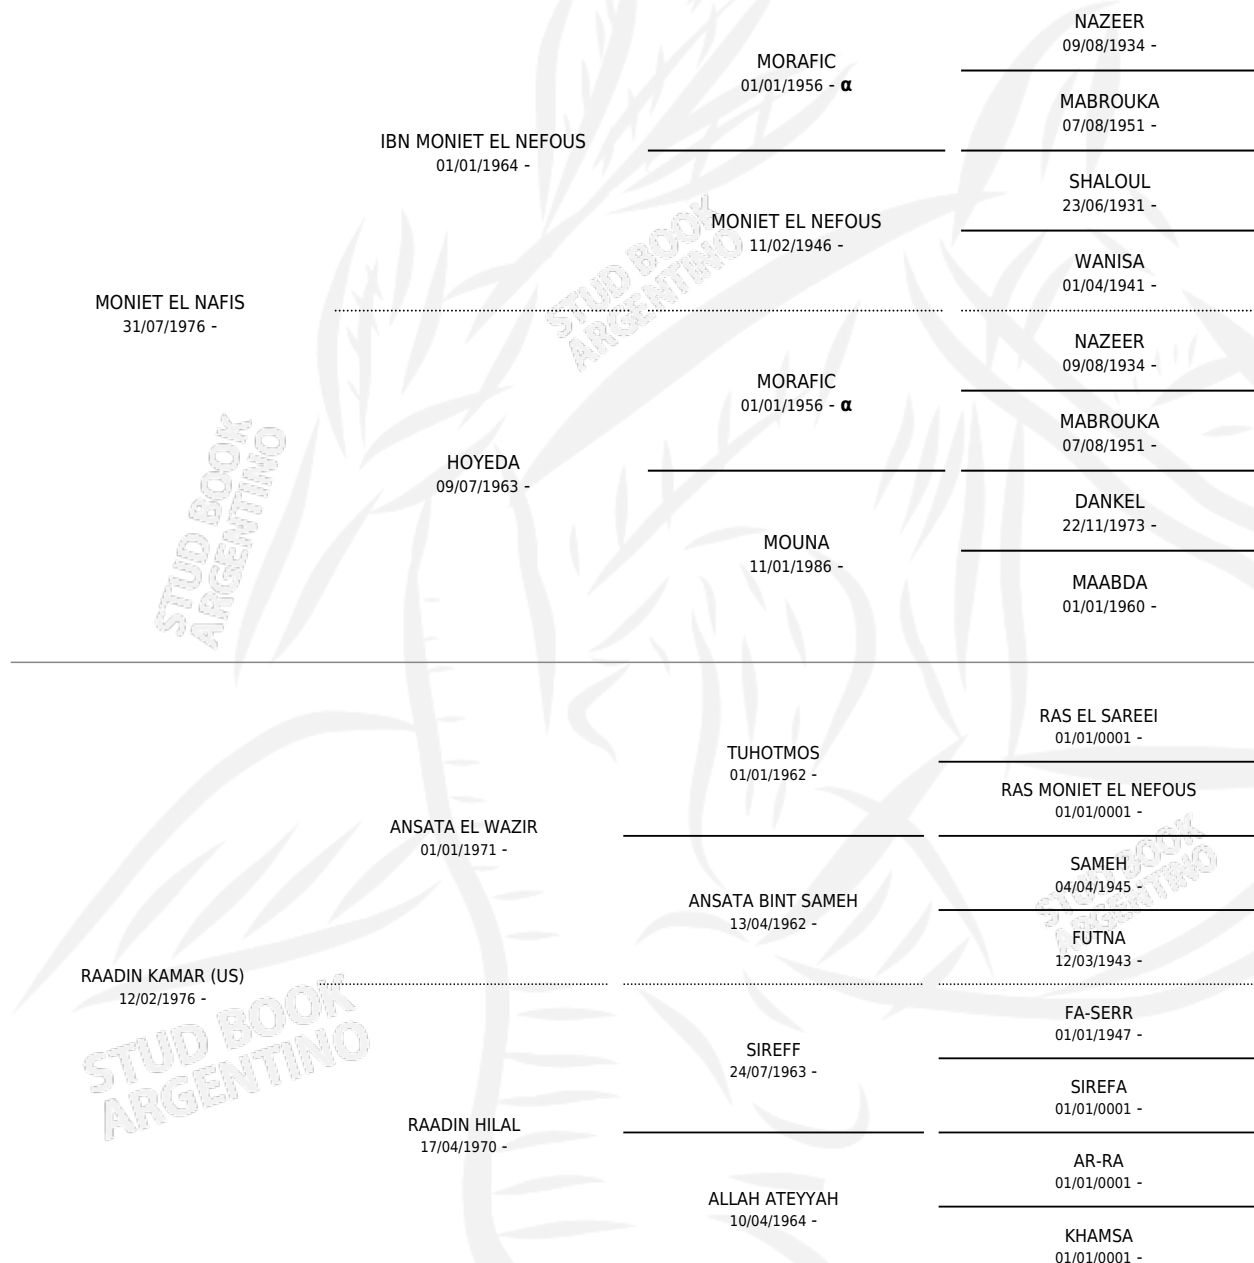 NAZEER
09/08/1934 -
MORAFIC
01/01/1956 - α
MABROUKA
07/08/1951 -
IBN MONIET EL NEFOUS
01/01/1964 -
SHALOUL
23/06/1931 -
MONIET EL NEFOUS
11/02/1946 -
WANISA
01/04/1941 -
MONIET EL NAFIS
31/07/1976 -
NAZEER
09/08/1934 -
MORAFIC
01/01/1956 - α
MABROUKA
07/08/1951 -
HOYEDA
09/07/1963 -
DANKEL
22/11/1973 -
MOUNA
11/01/1986 -
MAABDA
01/01/1960 -
RAS EL SAREEI
01/01/0001 -
TUHOTMOS
01/01/1962 -
RAS MONIET EL NEFOUS
01/01/0001 -
ANSATA EL WAZIR
01/01/1971 -
SAMEH
04/04/1945 -
ANSATA BINT SAMEH
13/04/1962 -
FUTNA
12/03/1943 -
RAADIN KAMAR (US)
12/02/1976 -
FA-SERR
01/01/1947 -
SIREFF
24/07/1963 -
SIREFA
01/01/0001 -
RAADIN HILAL
17/04/1970 -
AR-RA
01/01/0001 -
ALLAH ATEYYAH
10/04/1964 -
KHAMSA
01/01/0001 -
STUD BOOK
ARGENTINO
STUD BOOK
ARGENTINO
STUD BOOK
ARGENTINO
STUD BOOK
ARGENTINO